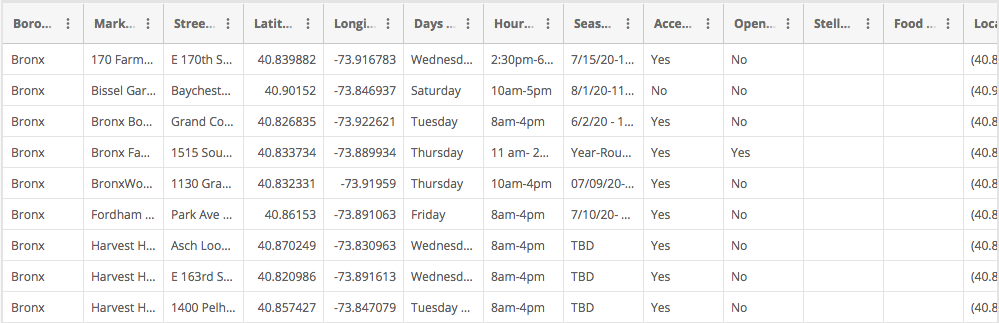 Boro... Mark... Stree... Latit... Longi... Days ... Hour... Seas... Acce... Open... Stell... Food ... Loca
Bronx 170 Farm... E 170th S... 40.839882 -73.916783 Wednesd... 2:30pm-6... 7/15/20-1... Yes No (40.8
Bronx Bissel Gar... Baychest... 40.90152 -73.846937 Saturday 10am-5pm 8/1/20-11... No No (40.9
Bronx Bronx Bo... Grand Co... 40.826835 -73.922621 Tuesday 8am-4pm 6/2/20 - 1... Yes No (40.8
Bronx Bronx Fa... 1515 Sou... 40.833734 -73.889934 Thursday 11 am- 2... Year-Rou... Yes Yes (40.8
Bronx BronxWo... 1130 Gra... 40.832331 -73.91959 Thursday 10am-4pm 07/09/20-... Yes No (40.8
Bronx Fordham ... Park Ave ... 40.86153 -73.891063 Friday 8am-4pm 7/10/20- ... Yes No (40.8
Bronx Harvest H... Asch Loo... 40.870249 -73.830963 Wednesd... 8am-4pm TBD Yes No (40.8
Bronx Harvest H... E 163rd S... 40.820986 -73.891613 Wednesd... 8am-4pm TBD Yes No (40.8
Bronx Harvest H... 1400 Pelh... 40.857427 -73.847079 Tuesday ... 8am-4pm TBD Yes No (40.8